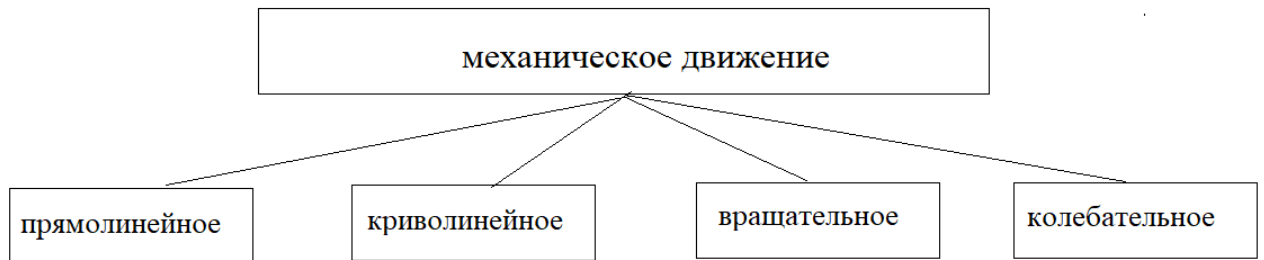 механическое движение
прямолинейное
криволинейное
вращательное
колебательное